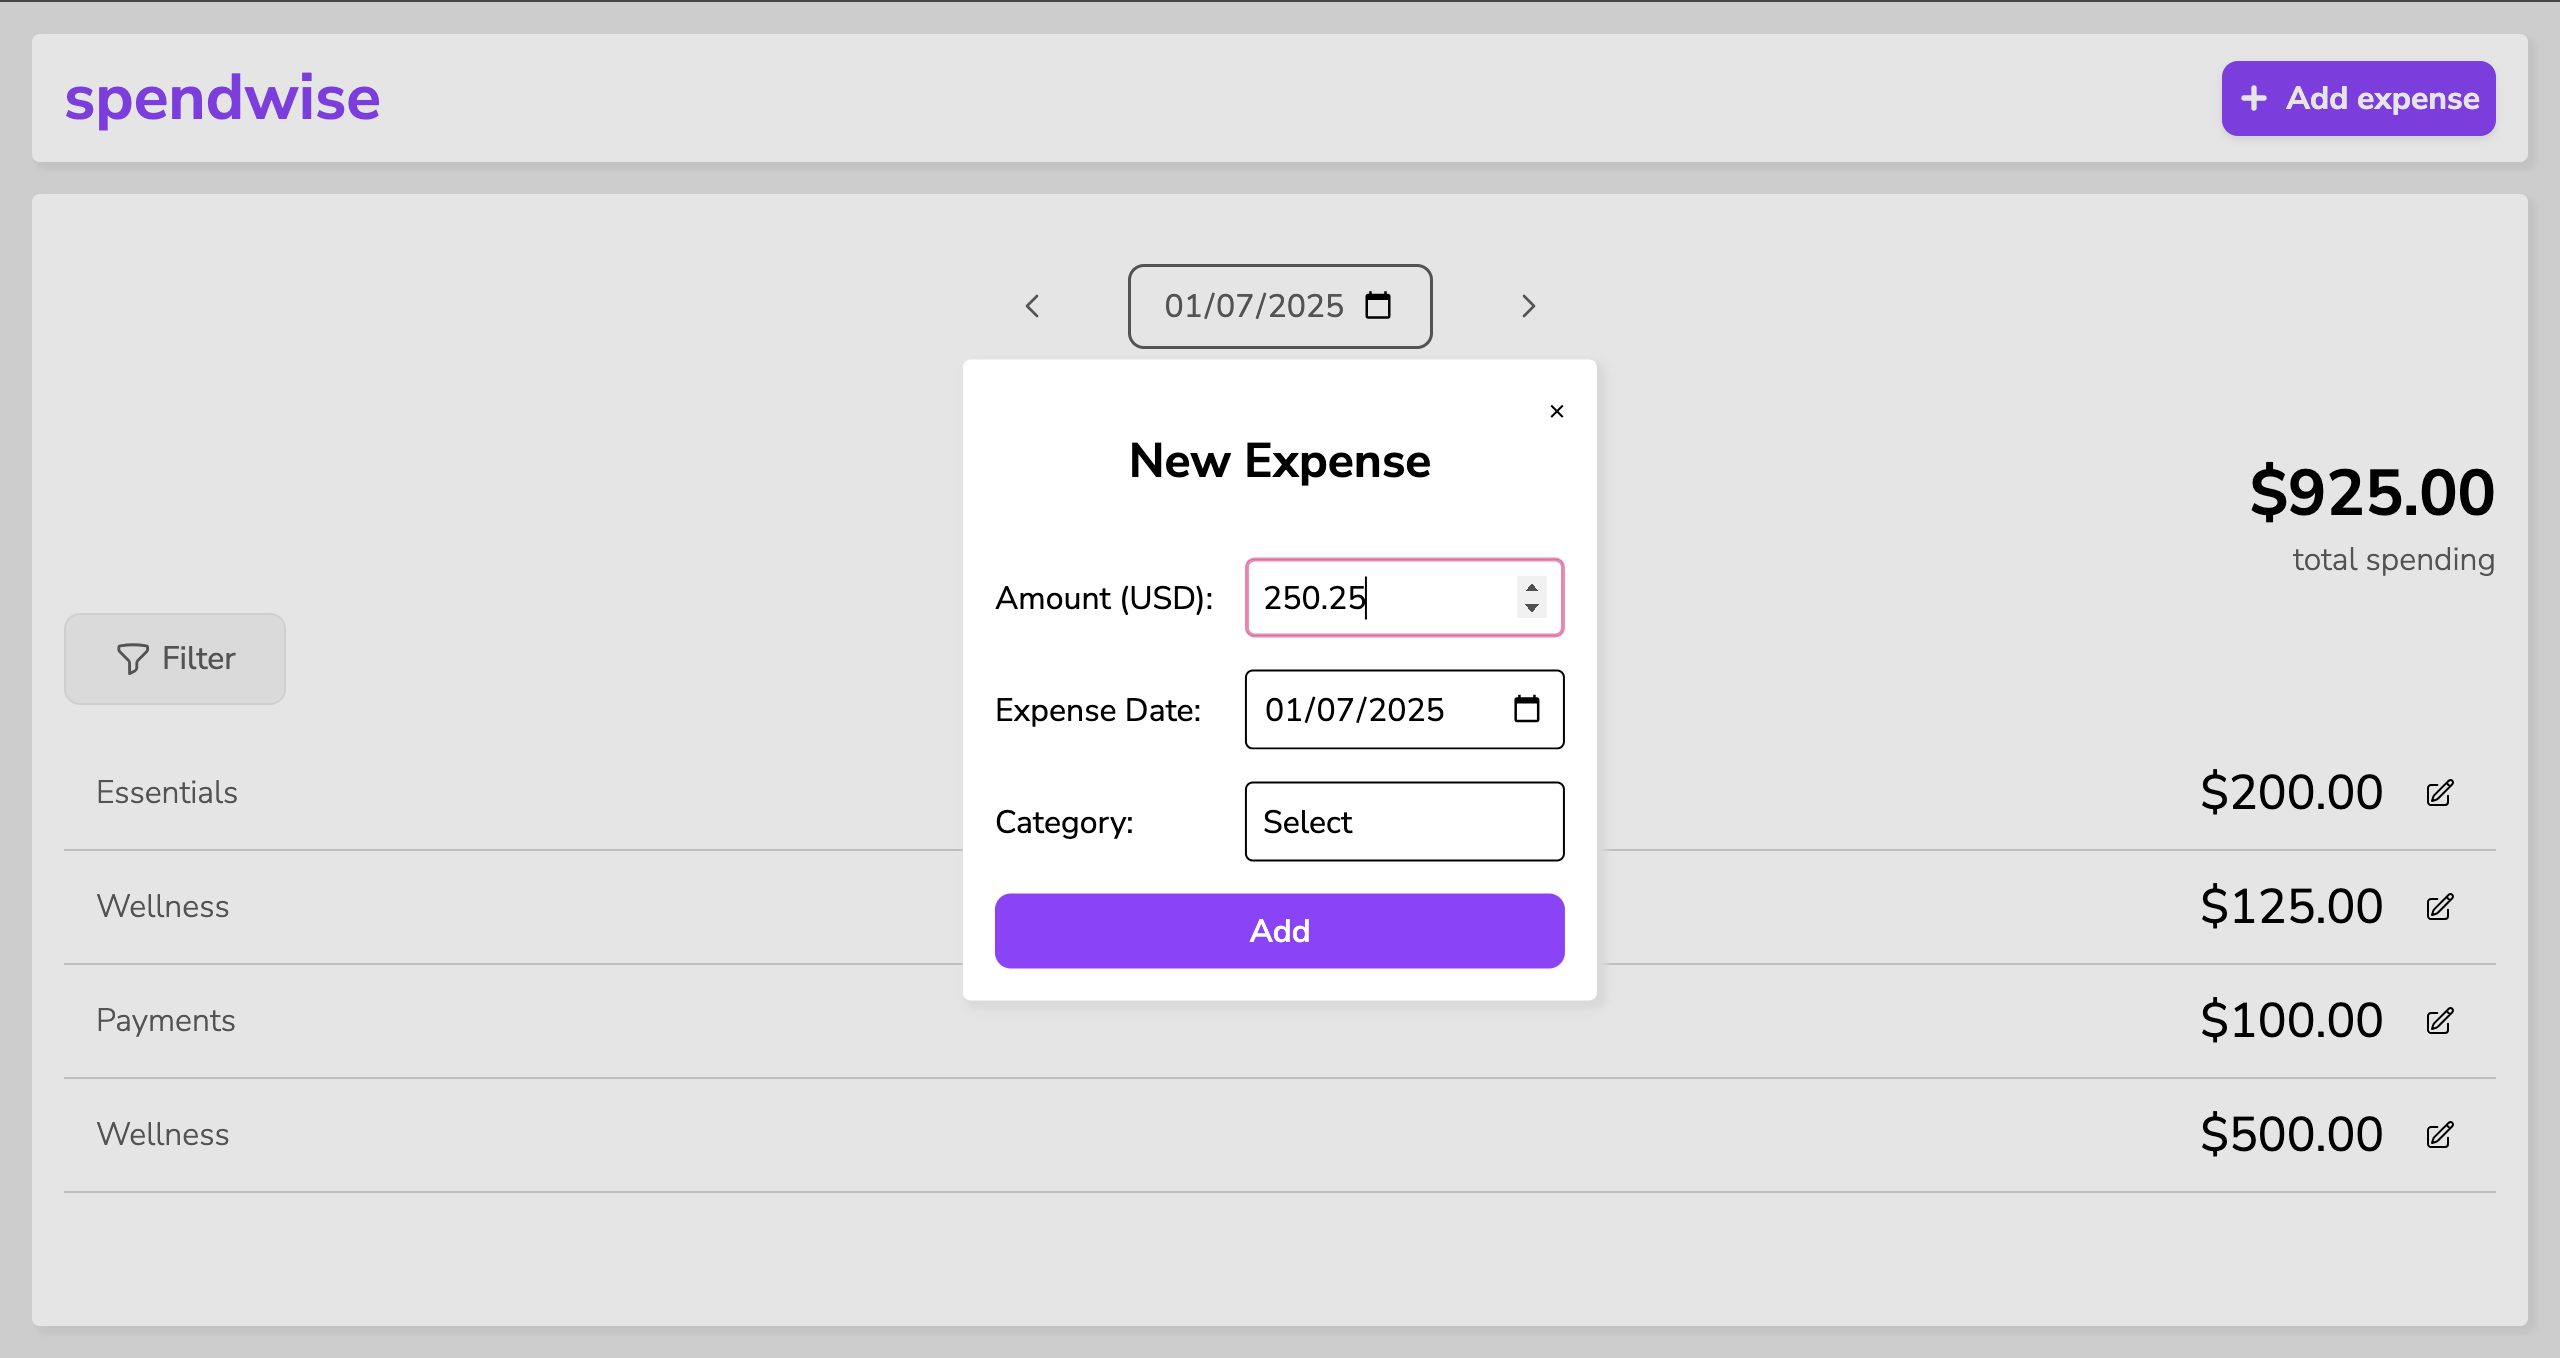 spendwise
+ Add expense
01/07/2025
×
New Expense
$925.00
total spending
Amount (USD): 250.25
Filter
Expense Date: 01/07/2025
Essentials $200.00
Category: Select
Wellness $125.00
Add
Payments $100.00
Wellness $500.00